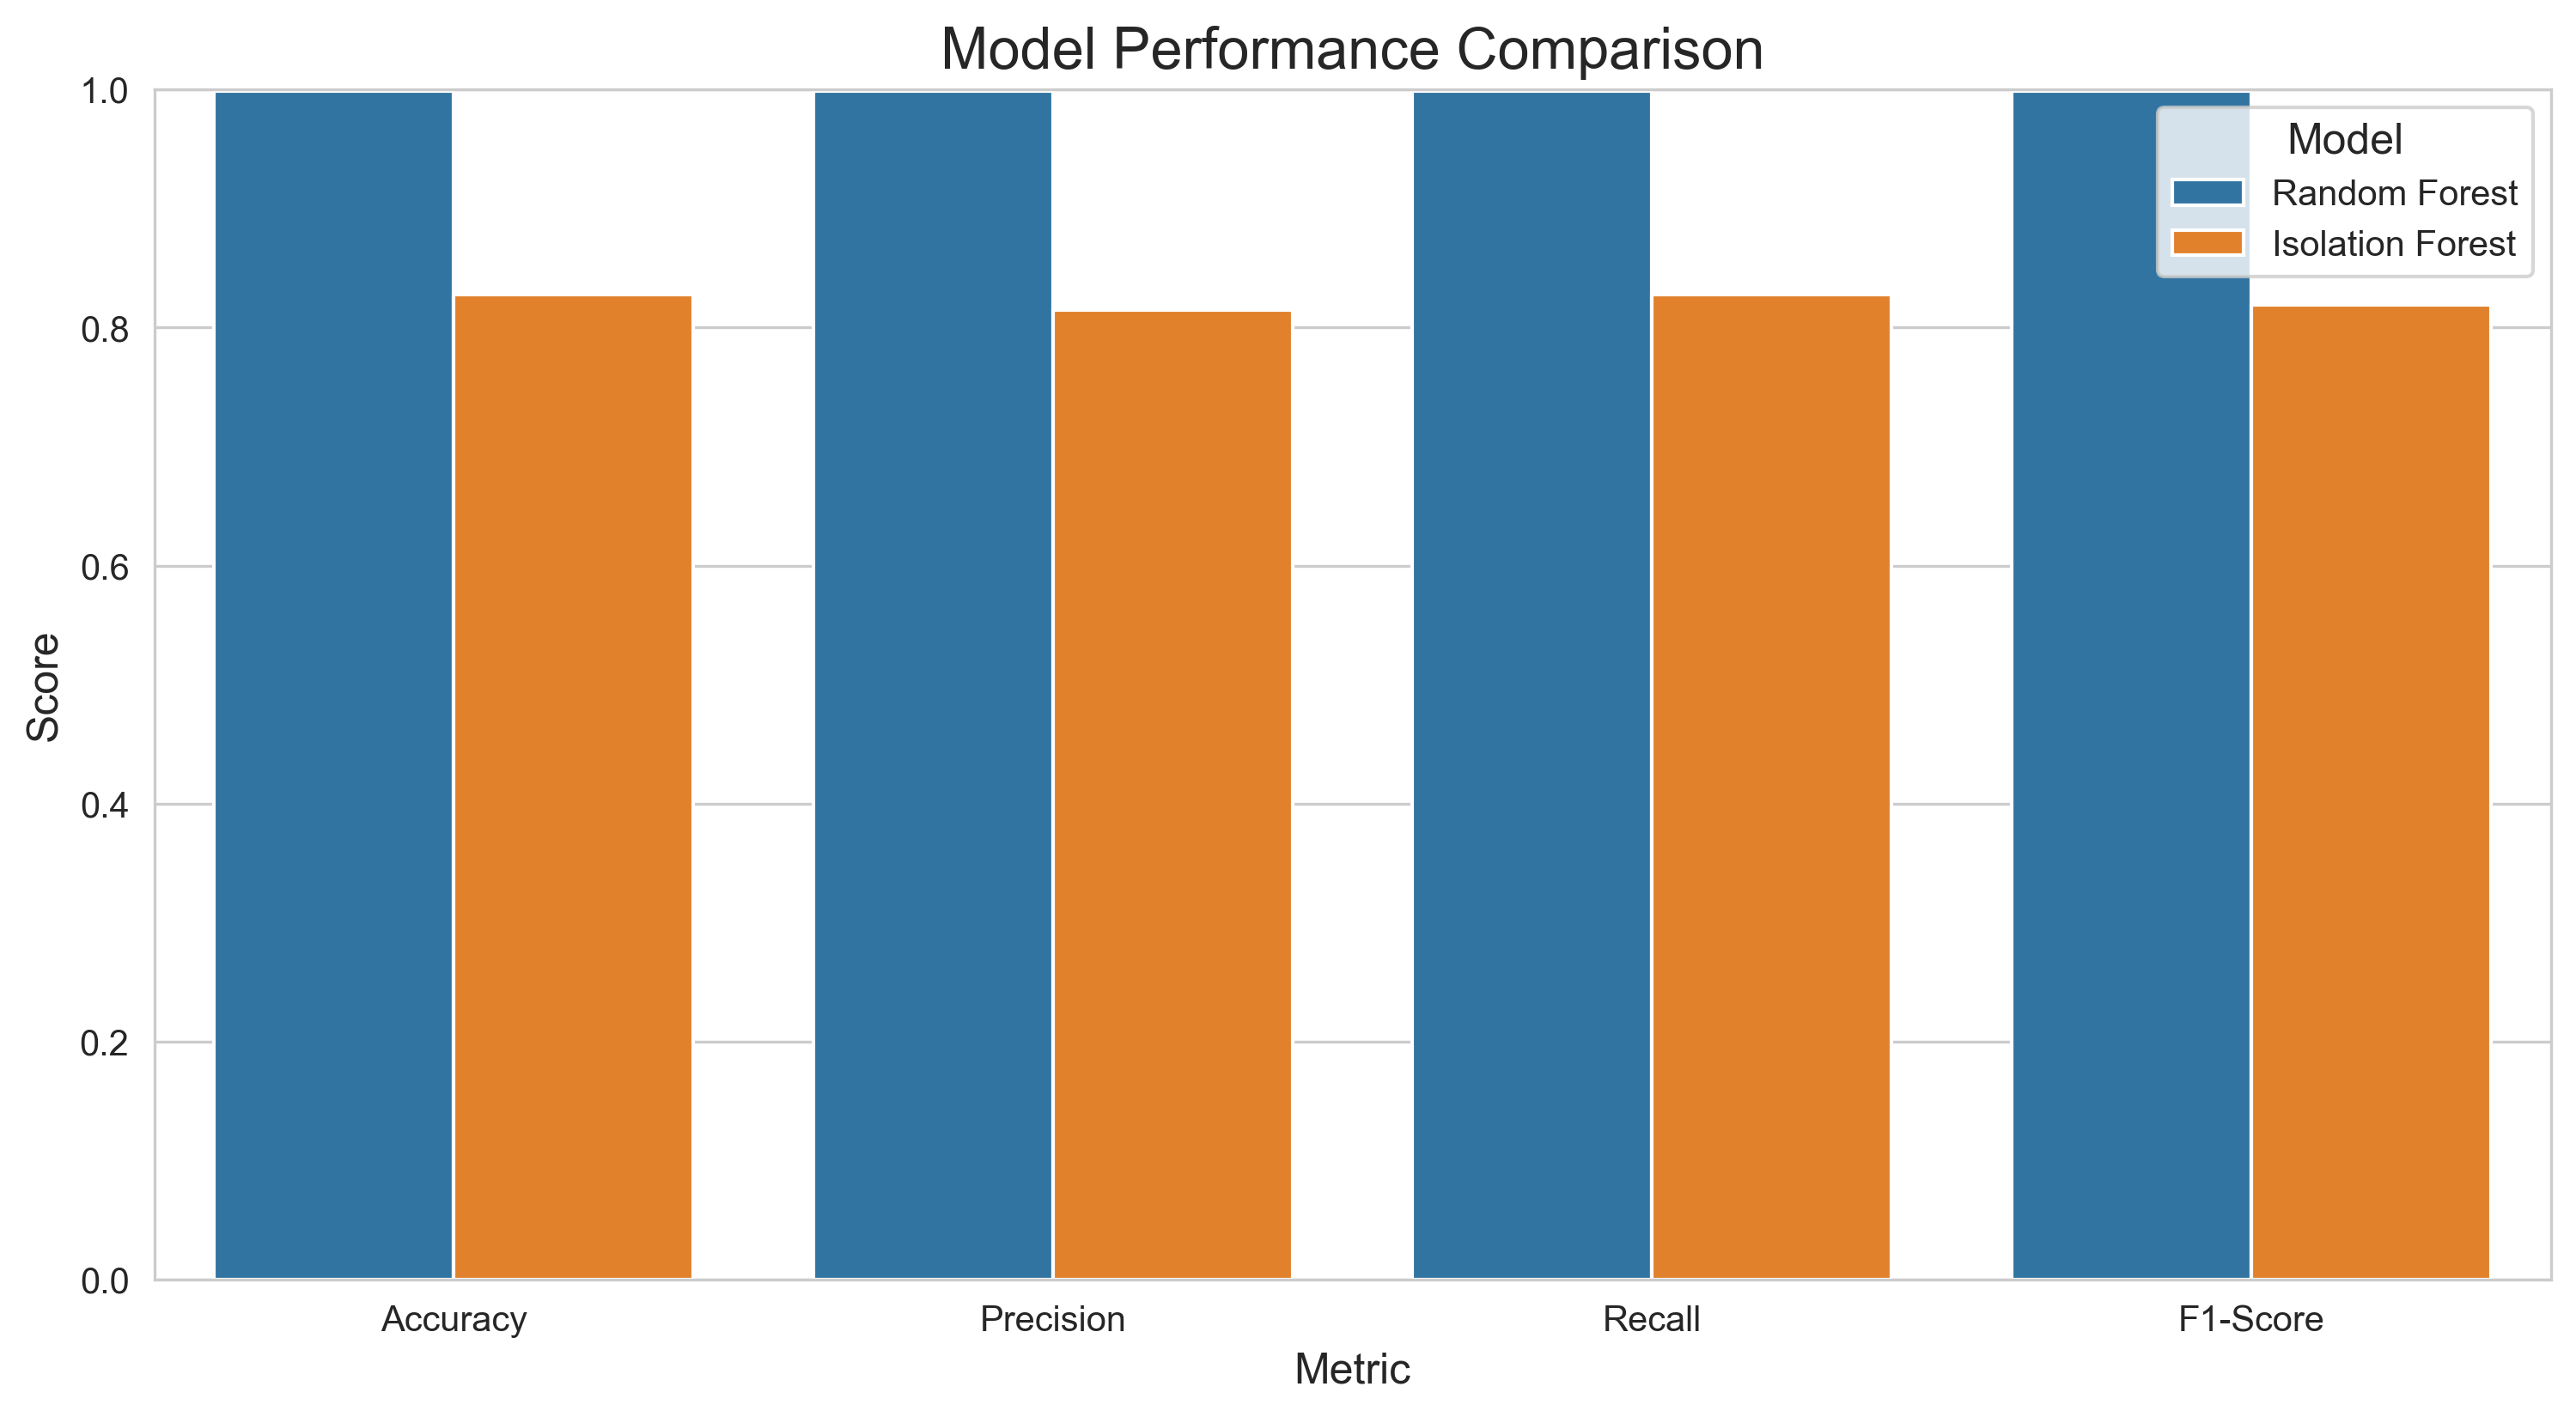 Model Performance Comparison
1.0
0.8
0.6
0.4
0.2
0.0
Score
Model
Random Forest
Isolation Forest
Accuracy
Precision
Recall
F1-Score
Metric